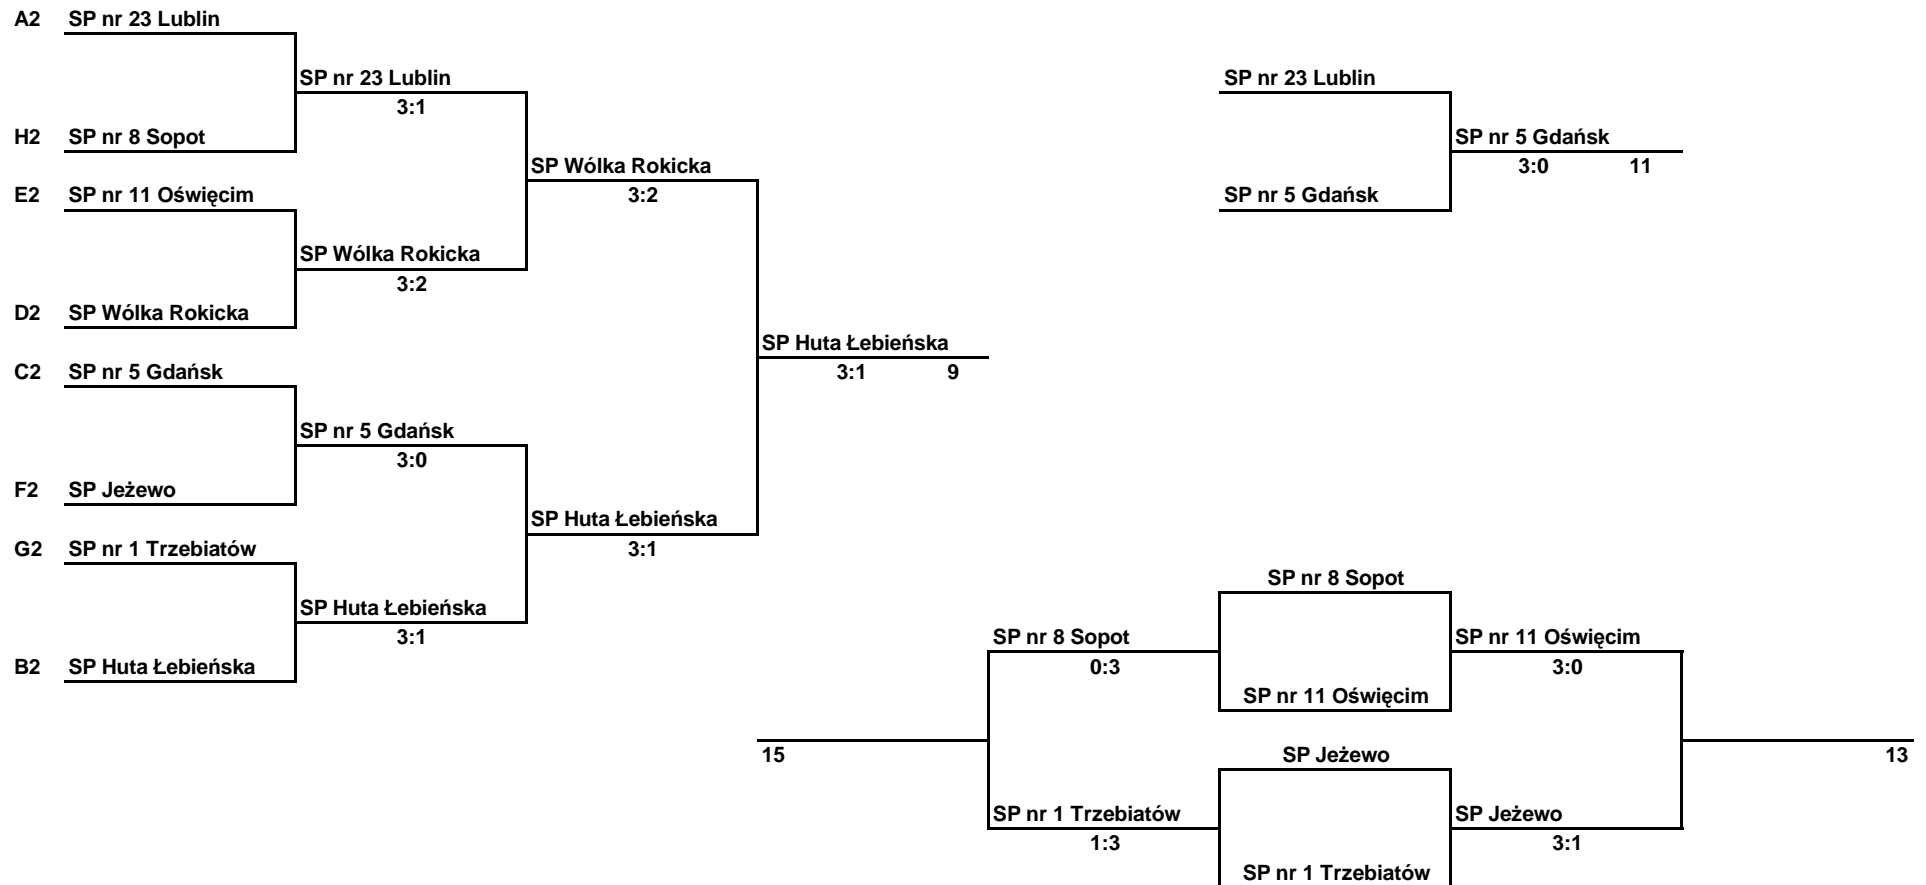 A2 SP nr 23 Lublin
SP nr 23 Lublin SP nr 23 Lublin
3:1
H2 SP nr 8 Sopot SP nr 5 Gdańsk
SP Wólka Rokicka 3:0 11
E2 SP nr 11 Oświęcim 3:2 SP nr 5 Gdańsk
SP Wólka Rokicka
3:2
D2 SP Wólka Rokicka
SP Huta Łebieńska
C2 SP nr 5 Gdańsk 3:1 9
SP nr 5 Gdańsk
3:0
F2 SP Jeżewo
SP Huta Łebieńska
G2 SP nr 1 Trzebiatów 3:1
SP nr 8 Sopot
SP Huta Łebieńska
3:1 SP nr 8 Sopot SP nr 11 Oświęcim
B2 SP Huta Łebieńska 0:3 3:0
SP nr 11 Oświęcim
15 SP Jeżewo 13
SP nr 1 Trzebiatów SP Jeżewo
1:3 3:1
SP nr 1 Trzebiatów